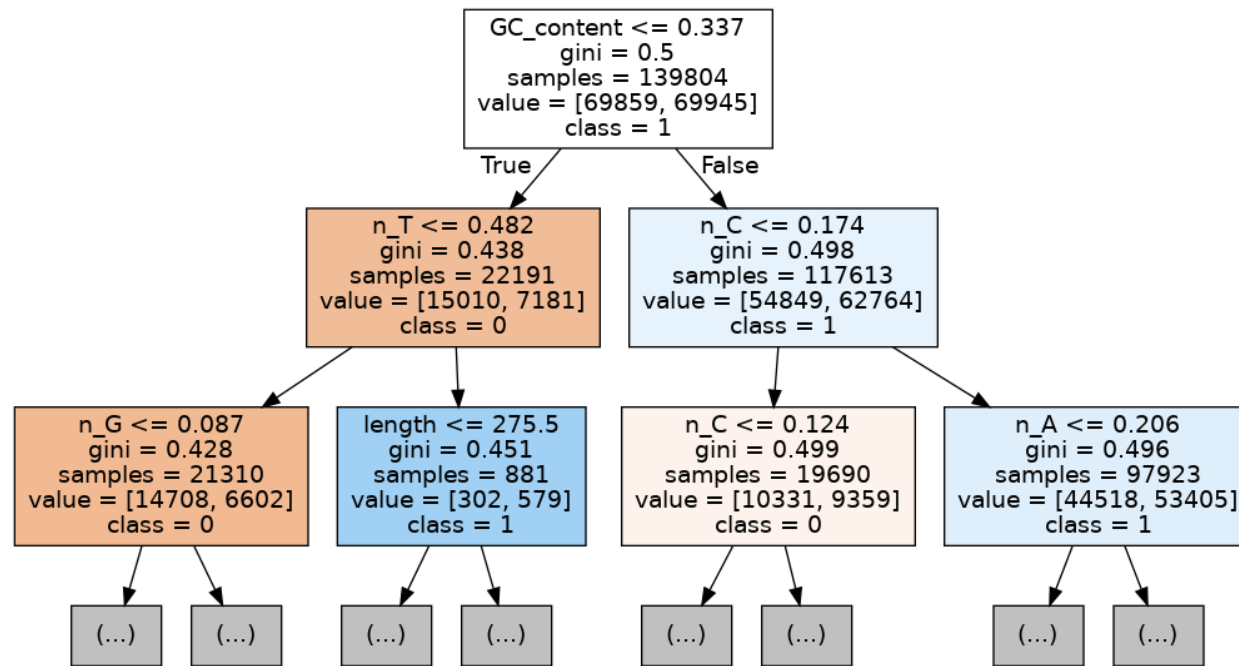 GC_content <= 0.337
gini = 0.5
samples = 139804
value = [69859, 69945]
class = 1
True
False
n_T <= 0.482
gini = 0.438
samples = 22191
value = [15010, 7181]
class = 0
n_C <= 0.174
gini = 0.498
samples = 117613
value = [54849, 62764]
class = 1
n_G <= 0.087
gini = 0.428
samples = 21310
value = [14708, 6602]
class = 0
length <= 275.5
gini = 0.451
samples = 881
value = [302, 579]
class = 1
n_C <= 0.124
gini = 0.499
samples = 19690
value = [10331, 9359]
class = 0
n_A <= 0.206
gini = 0.496
samples = 97923
value = [44518, 53405]
class = 1
(...)
(...)
(...)
(...)
(...)
(...)
(...)
(...)